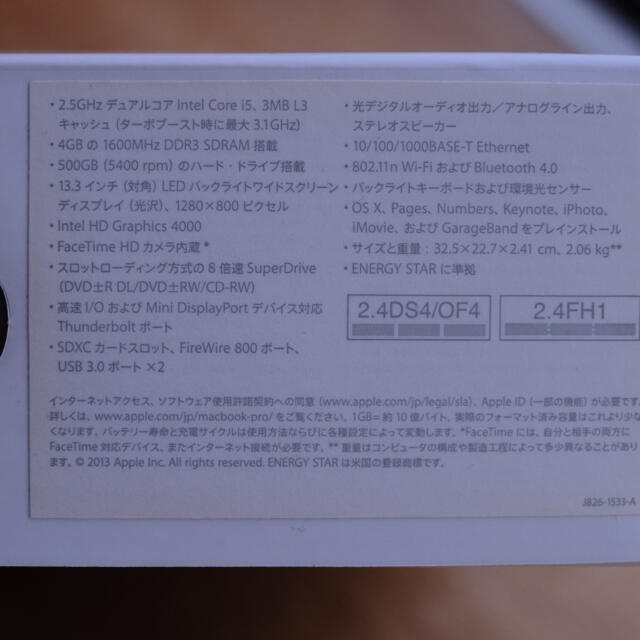 • 2.5GHz デュアルコア Intel Core i5、3MB L3
キャッシュ（ターボブースト時に最大 3.1GHz）
• 4GB の 1600MHz DDR3 SDRAM 搭載
• 500GB（5400 rpm）のハード・ドライブ搭載
• 13.3 インチ（対角）LED バックライトワイドスクリーン
ディスプレイ（光沢）、1280×800 ピクセル
• Intel HD Graphics 4000
• FaceTime HD カメラ内蔵 *
• スロットローディング方式の 8 倍速 SuperDrive
(DVD±R DL/DVD±RW/CD-RW)
• 高速 I/O および Mini DisplayPort デバイス対応
Thunderbolt ポート
• SDXC カードスロット、FireWire 800 ポート、
USB 3.0 ポート ×2
• 光デジタルオーディオ出力／アナログライン出力、
ステレオスピーカー
• 10/100/1000BASE-T Ethernet
• 802.11n Wi-Fi および Bluetooth 4.0
• バックライトキーボードおよび環境光センサー
• OS X、Pages、Numbers、Keynote、iPhoto、
iMovie、および GarageBand をプレインストール
• サイズと重量：32.5×22.7×2.41 cm、2.06 kg**
• ENERGY STAR に準拠
2.4DS4/OF4
2.4FH1
インターネットアクセス、ソフトウェア使用許諾契約への同意（www.apple.com/jp/legal/sla）、Apple ID（一部の機能）が必要です。
詳しくは、www.apple.com/jp/macbook-pro/ をご覧ください。1GB＝約 10 億バイト、実際のフォーマット済み容量はこれより少な
くなります。バッテリー寿命と充電サイクルは使用方法ならびに各種設定によって変動します。*FaceTime には、自分と相手の両方に
FaceTime 対応デバイス、またインターネット接続が必要です。** 重量はコンピュータの構成や製造工程によって多少異なることがあり
ます。© 2013 Apple Inc. All rights reserved. ENERGY STAR は米国の登録商標です。
JB26-1533-A